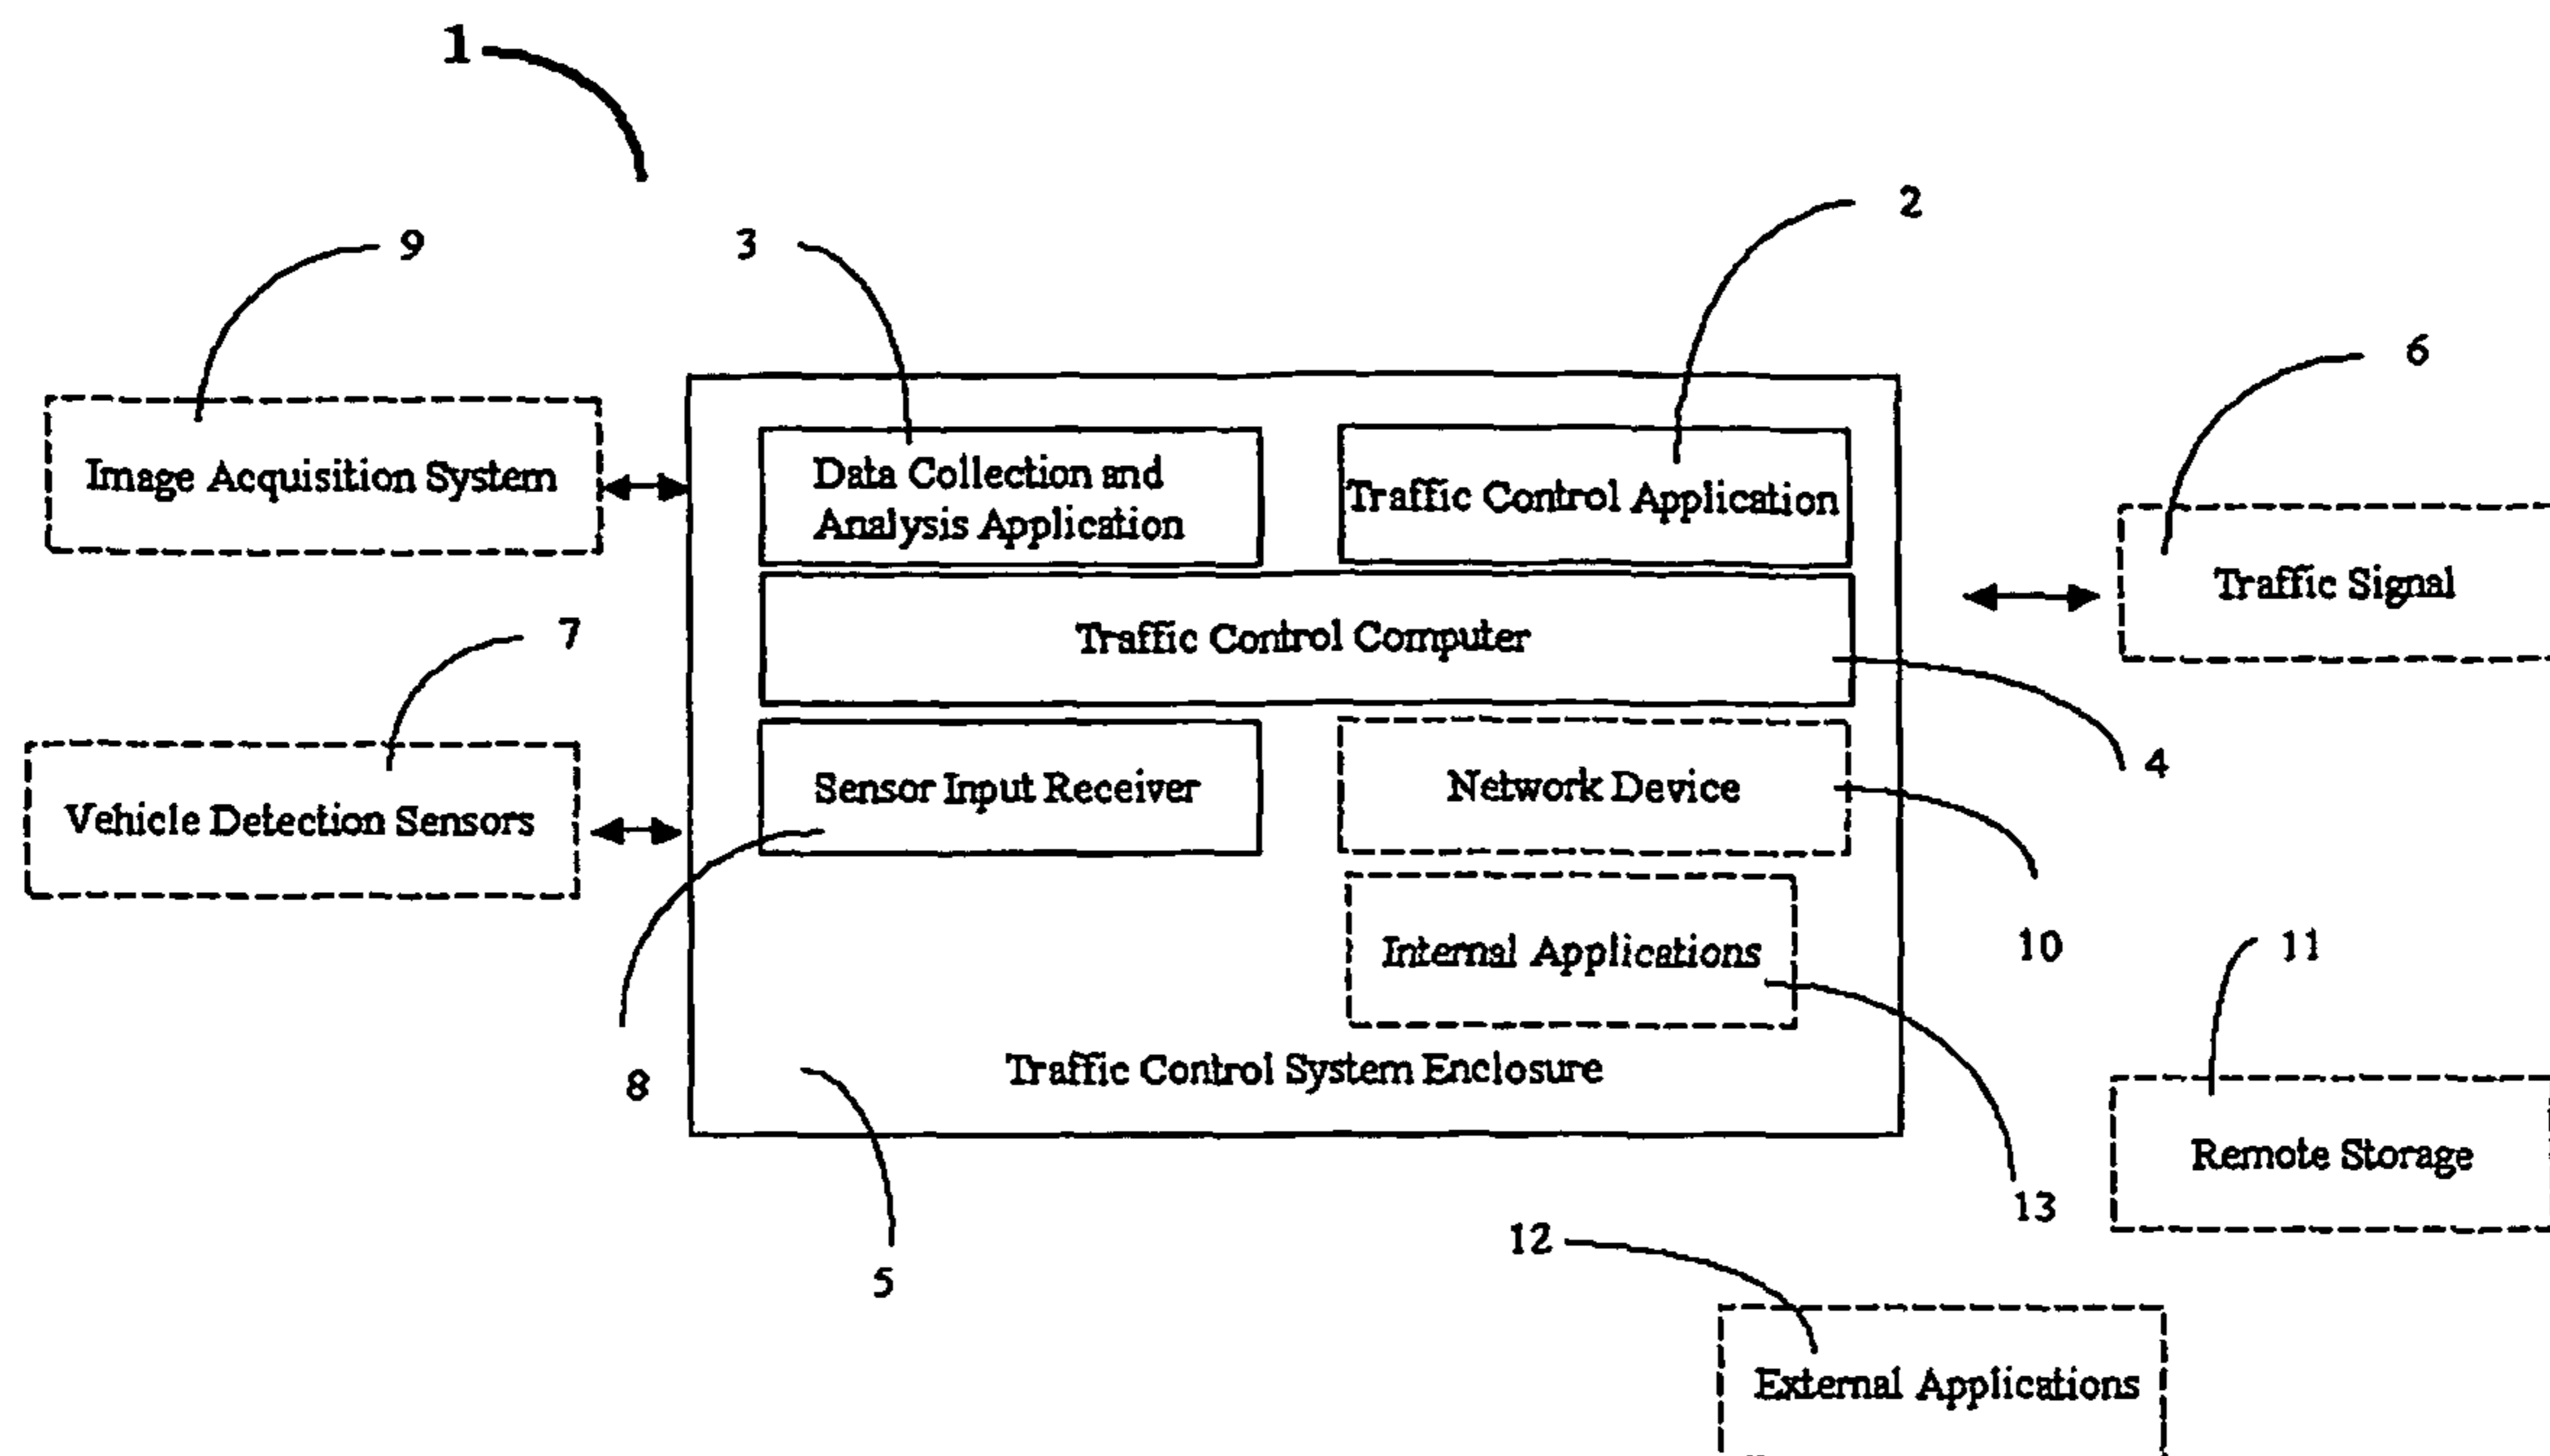 1
2
9
3
6
Image Acquisition System
Data Collection and
Analysis Application
Traffic Control Application
Traffic Signal
Traffic Control Computer
7
4
Vehicle Detection Sensors
Sensor Input Receiver
Network Device
Internal Applications
10
11
8
Traffic Control System Enclosure
Remote Storage
13
12
5
External Applications